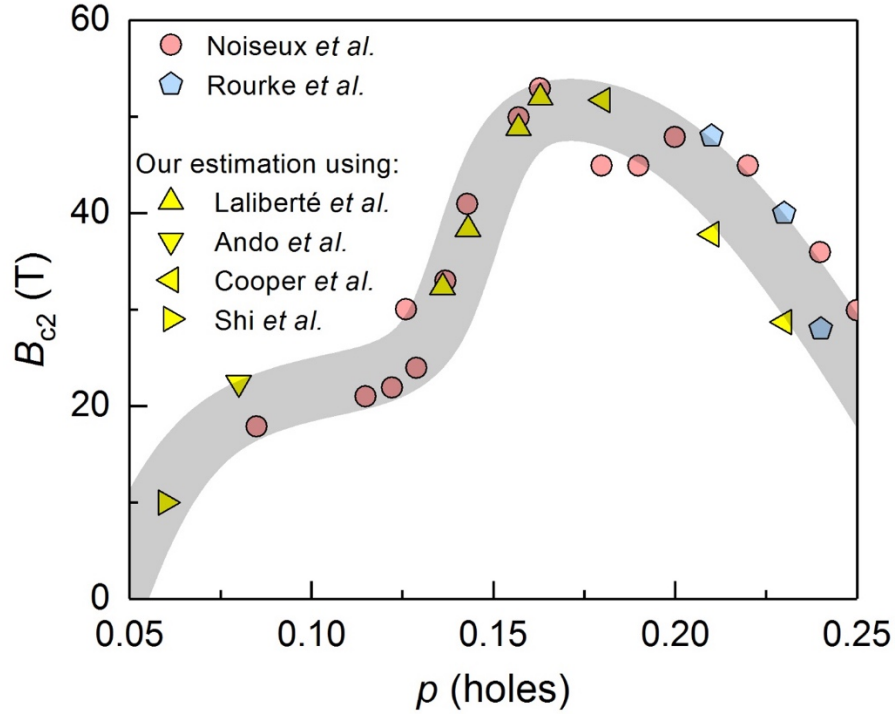 60
Noiseux et al.
Rourke et al.
Our estimation using:
Laliberté et al.
Ando et al.
Cooper et al.
Shi et al.
40
20
0
Bc2 (T)
0.05 0.10 0.15 0.20 0.25
p (holes)